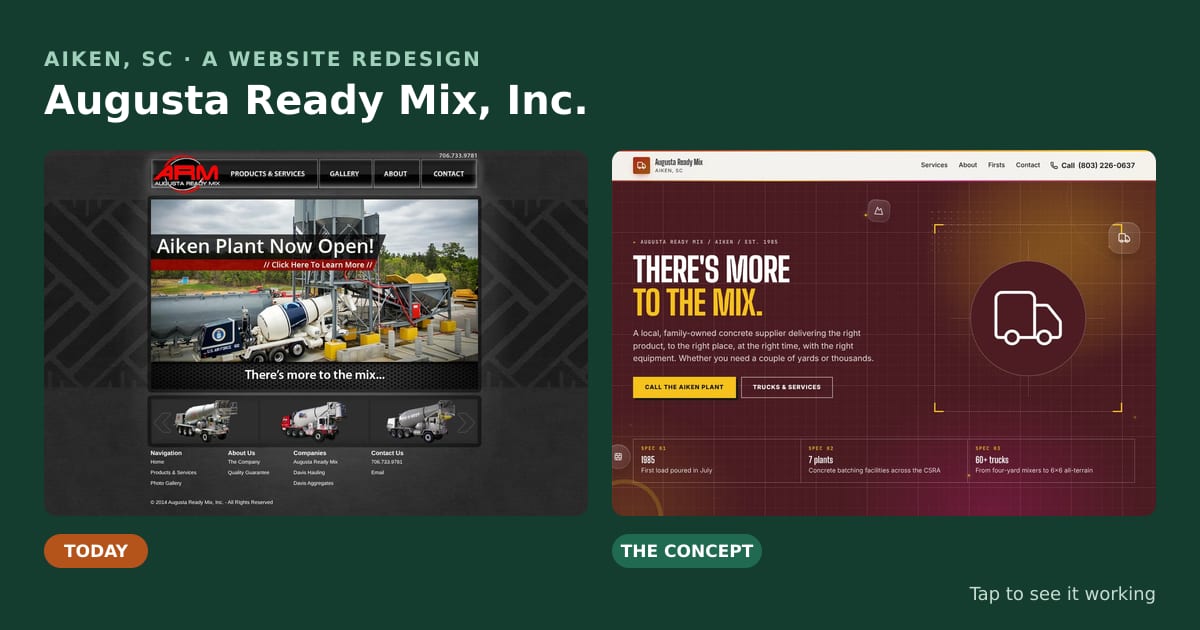 AIKEN, SC · A WEBSITE REDESIGN
Augusta Ready Mix, Inc.
706.733.9781
ARM
AUGUSTA READY MIX
PRODUCTS & SERVICES
GALLERY
ABOUT
CONTACT
Aiken Plant Now Open!
// Click Here To Learn More //
U.S. AIR FORCE
There's more to the mix...
Navigation
Home
Products & Services
Photo Gallery
About Us
The Company
Quality Guarantee
Companies
Augusta Ready Mix
Davis Hauling
Davis Aggregates
Contact Us
706.733.9781
Email
© 2014 Augusta Ready Mix, Inc. - All Rights Reserved
TODAY
Augusta Ready Mix
AIKEN, SC
Services
About
Firsts
Contact
Call (803) 226-0637
AUGUSTA READY MIX / AIKEN / EST. 1985
THERE'S MORE
TO THE MIX.
A local, family-owned concrete supplier delivering the right
product, to the right place, at the right time, with the right
equipment. Whether you need a couple of yards or thousands.
CALL THE AIKEN PLANT
TRUCKS & SERVICES
SPEC 01
1985
First load poured in July
SPEC 02
7 plants
Concrete batching facilities across the CSRA
SPEC 03
60+ trucks
From four-yard mixers to 6×6 all-terrain
THE CONCEPT
Tap to see it working